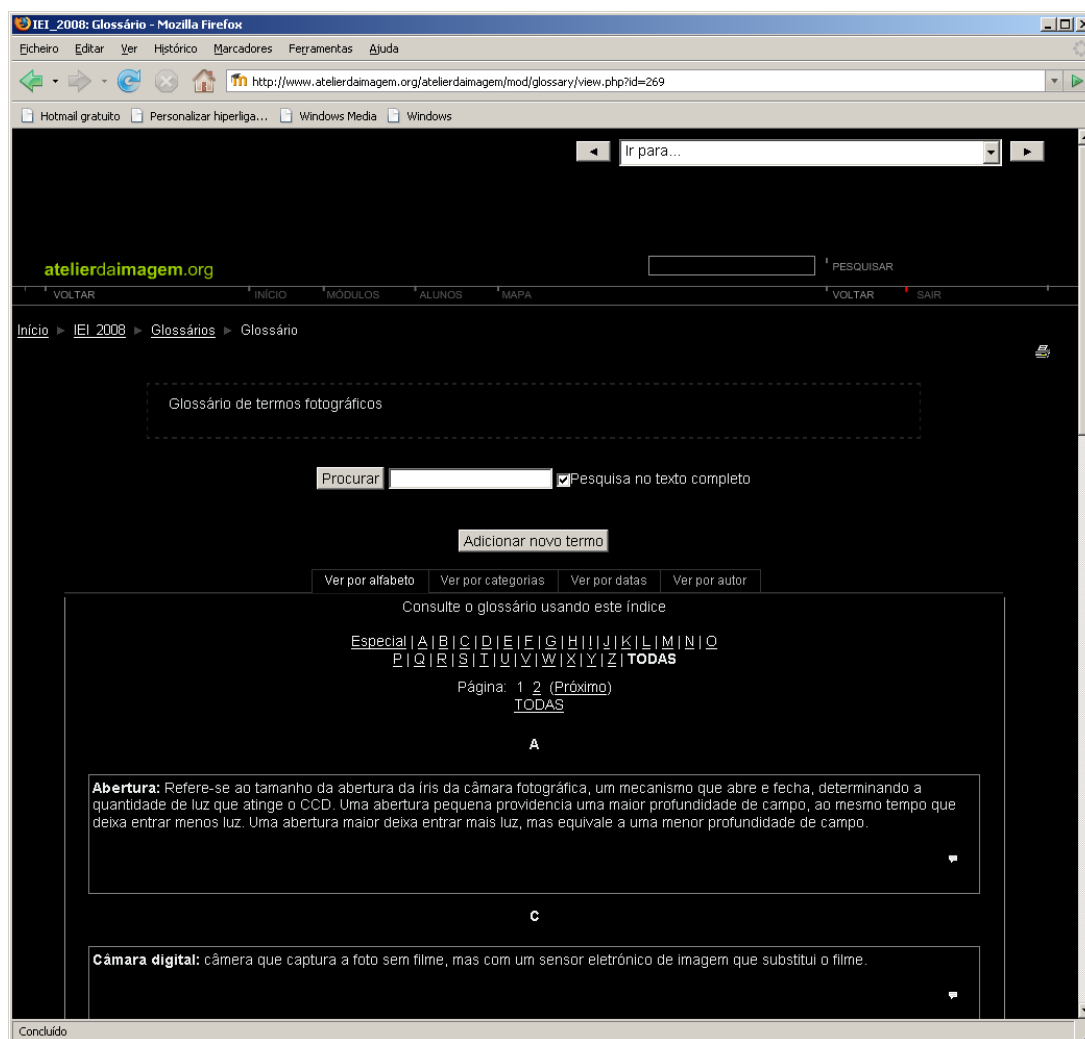 IEI_2008: Glossário - Mozilla Firefox
Ficheiro Editar Ver Histórico Marcadores Ferramentas Ajuda
http://www.atelierdaimagem.org/atelierdaimagem/mod/glossary/view.php?id=269
Hotmail gratuito Personalizar hiperliga... Windows Media Windows
Ir para...
atelierdaimagem.org
PESQUISAR
VOLTAR INÍCIO MÓDULOS ALUNOS MAPA VOLTAR SAIR
Início ► IEI_2008 ► Glossários ► Glossário
Glossário de termos fotográficos
Procurar Pesquisa no texto completo
Adicionar novo termo
Ver por alfabeto Ver por categorias Ver por datas Ver por autor
Consulte o glossário usando este índice
Especial | A | B | C | D | E | F | G | H | I | J | K | L | M | N | O
P | Q | R | S | T | U | V | W | X | Y | Z | TODAS
Página: 1 2 (Próximo)
TODAS
A
Abertura: Refere-se ao tamanho da abertura da íris da câmara fotográfica, um mecanismo que abre e fecha, determinando a
quantidade de luz que atinge o CCD. Uma abertura pequena providencia uma maior profundidade de campo, ao mesmo tempo que
deixa entrar menos luz. Uma abertura maior deixa entrar mais luz, mas equivale a uma menor profundidade de campo.
C
Câmara digital: câmera que captura a foto sem filme, mas com um sensor eletrónico de imagem que substitui o filme.
Concluído